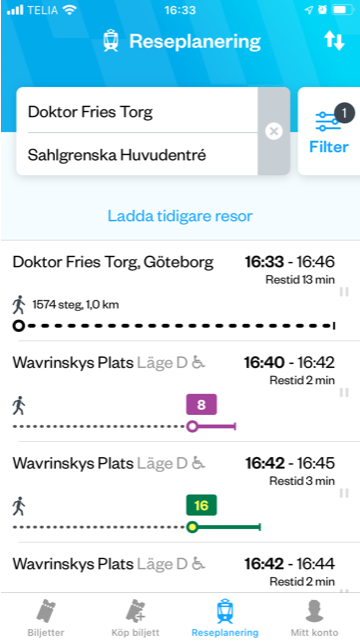 TELIA 16:33
Reseplanering
Doktor Fries Torg
Sahlgrenska Huvudentré
1
Filter
Ladda tidigare resor
Doktor Fries Torg, Göteborg 16:33 - 16:46
Restid 13 min
1574 steg, 1,0 km
Wavrinskys Plats Läge D 16:40 - 16:42
Restid 2 min
8
Wavrinskys Plats Läge D 16:42 - 16:45
Restid 3 min
16
Wavrinskys Plats Läge D 16:42 - 16:44
Restid 2 min
Biljetter Köp biljett Reseplanering Mitt konto